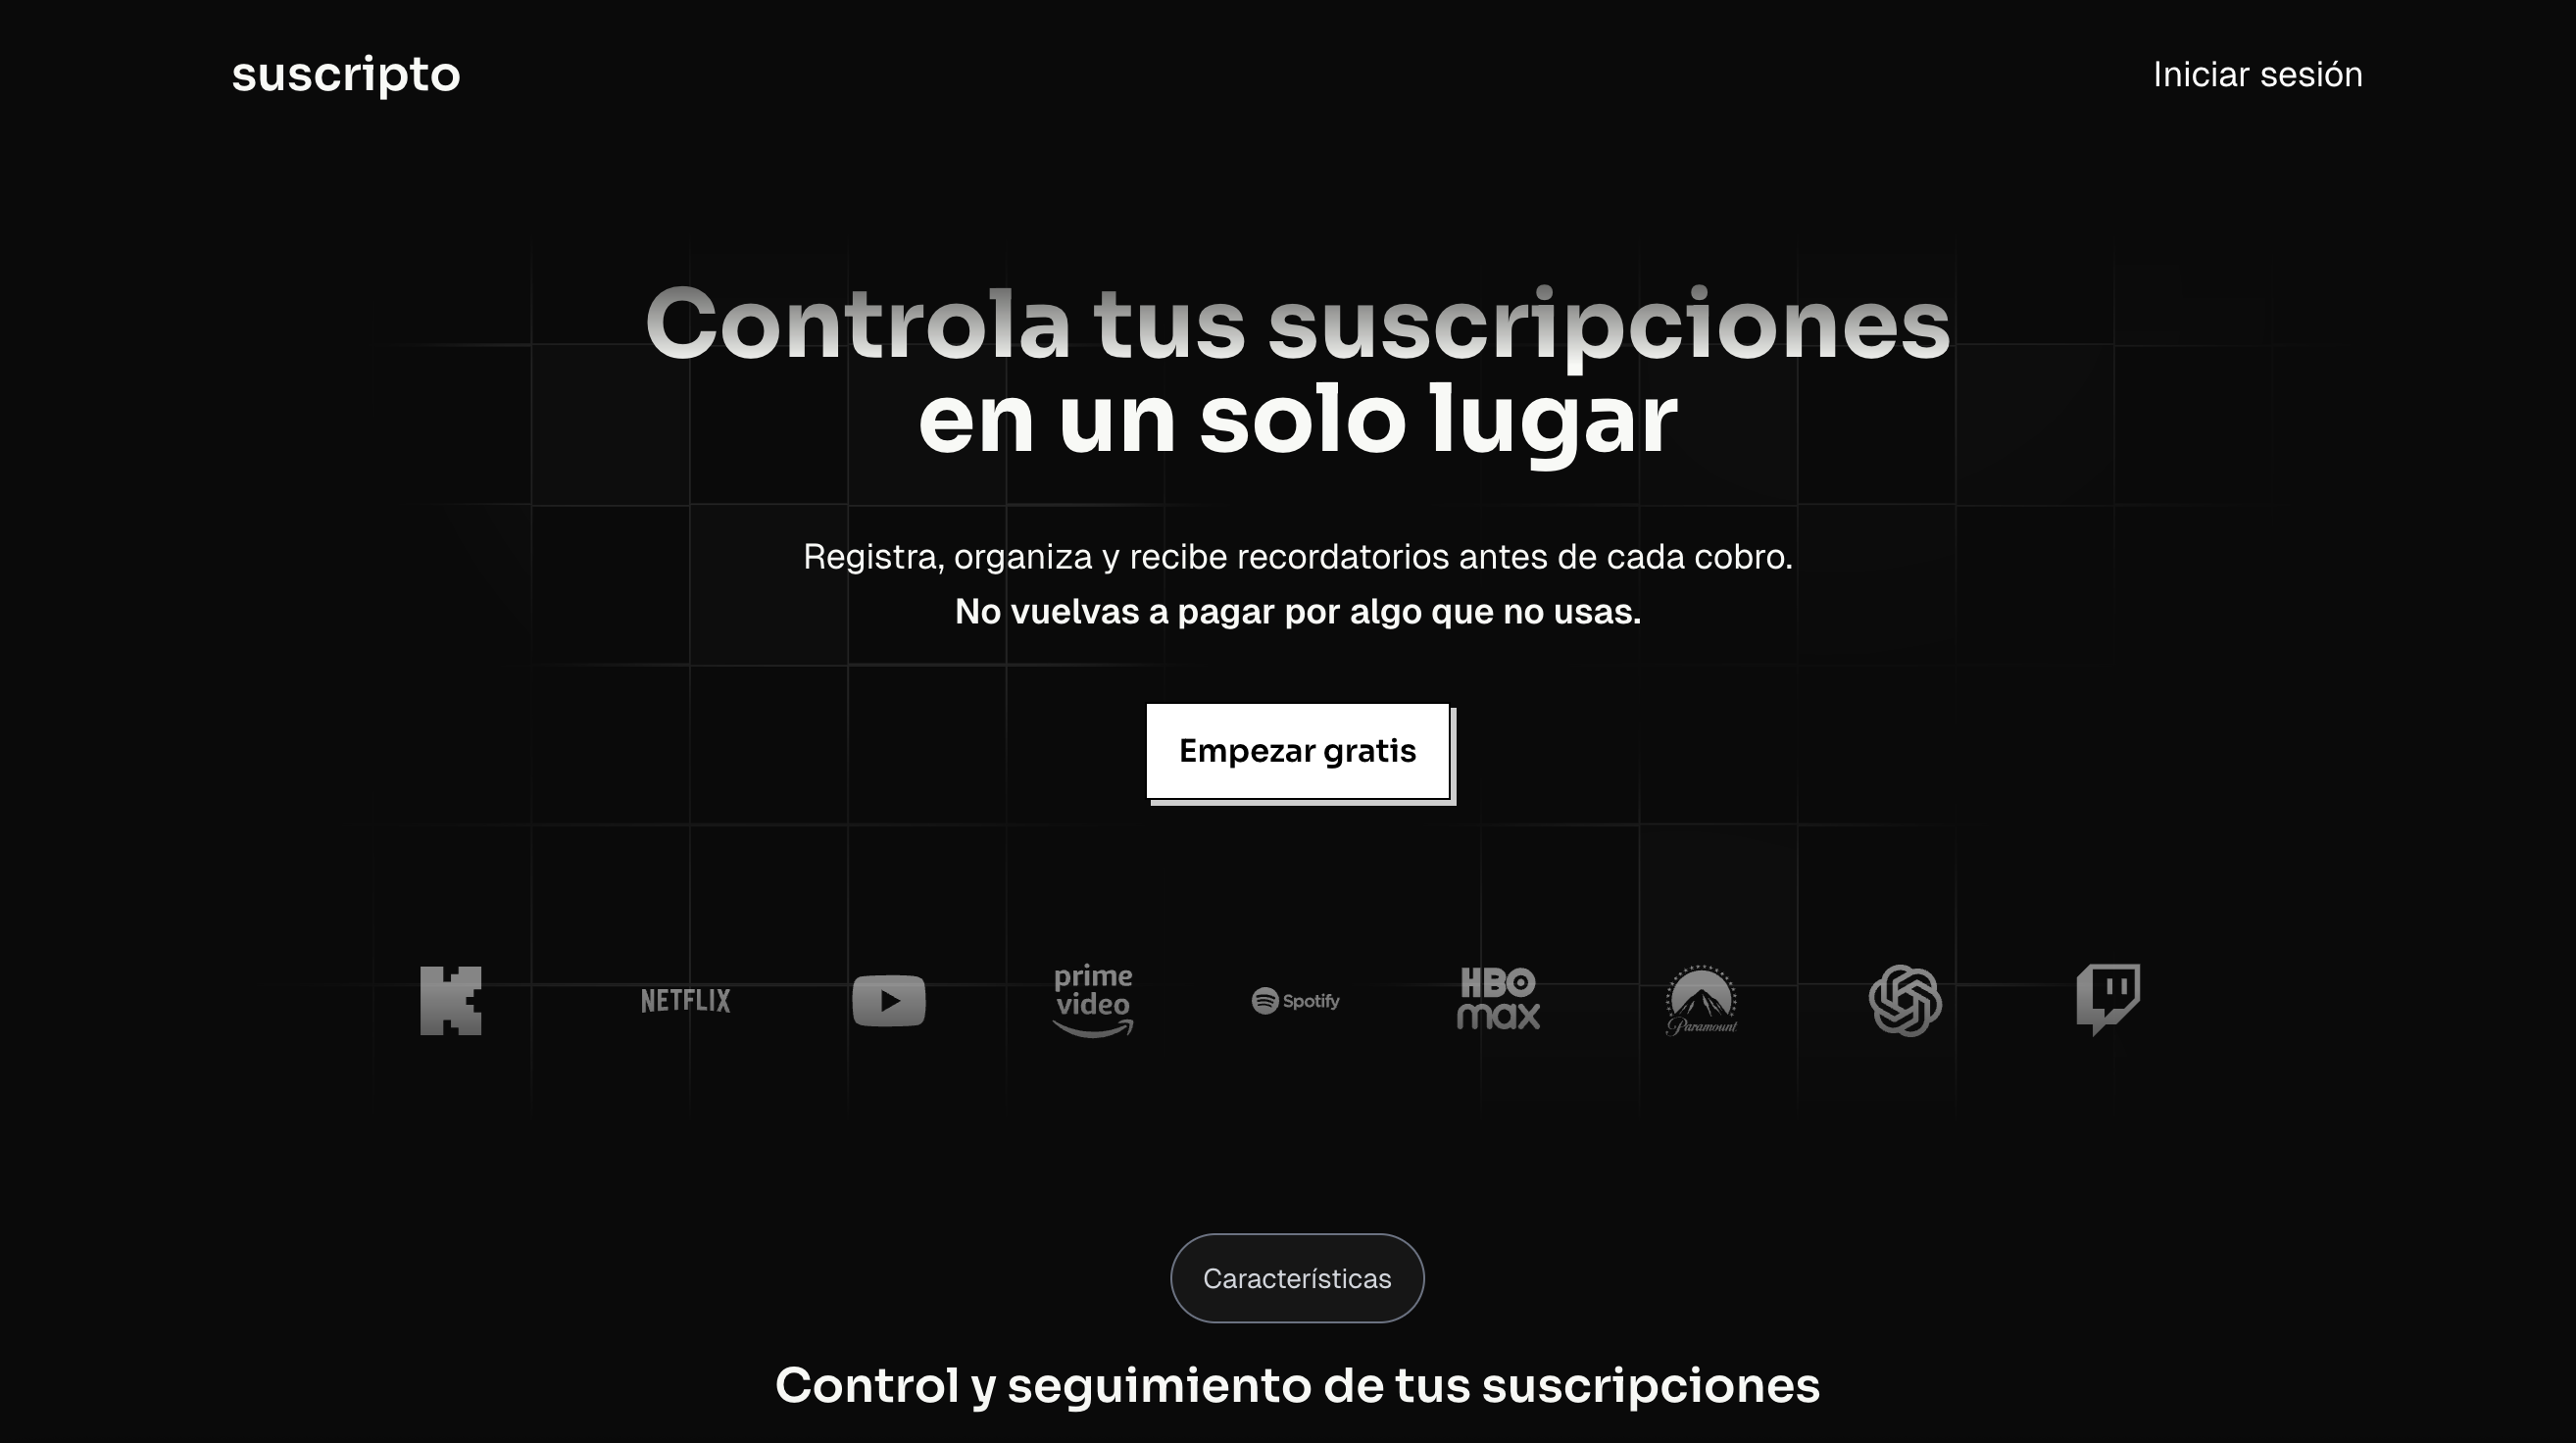 suscripto
Iniciar sesión
Controla tus suscripciones
en un solo lugar
Registra, organiza y recibe recordatorios antes de cada cobro.
No vuelvas a pagar por algo que no usas.
Empezar gratis
NETFLIX
prime
video
Spotify
HBO
max
Paramount
Características
Control y seguimiento de tus suscripciones